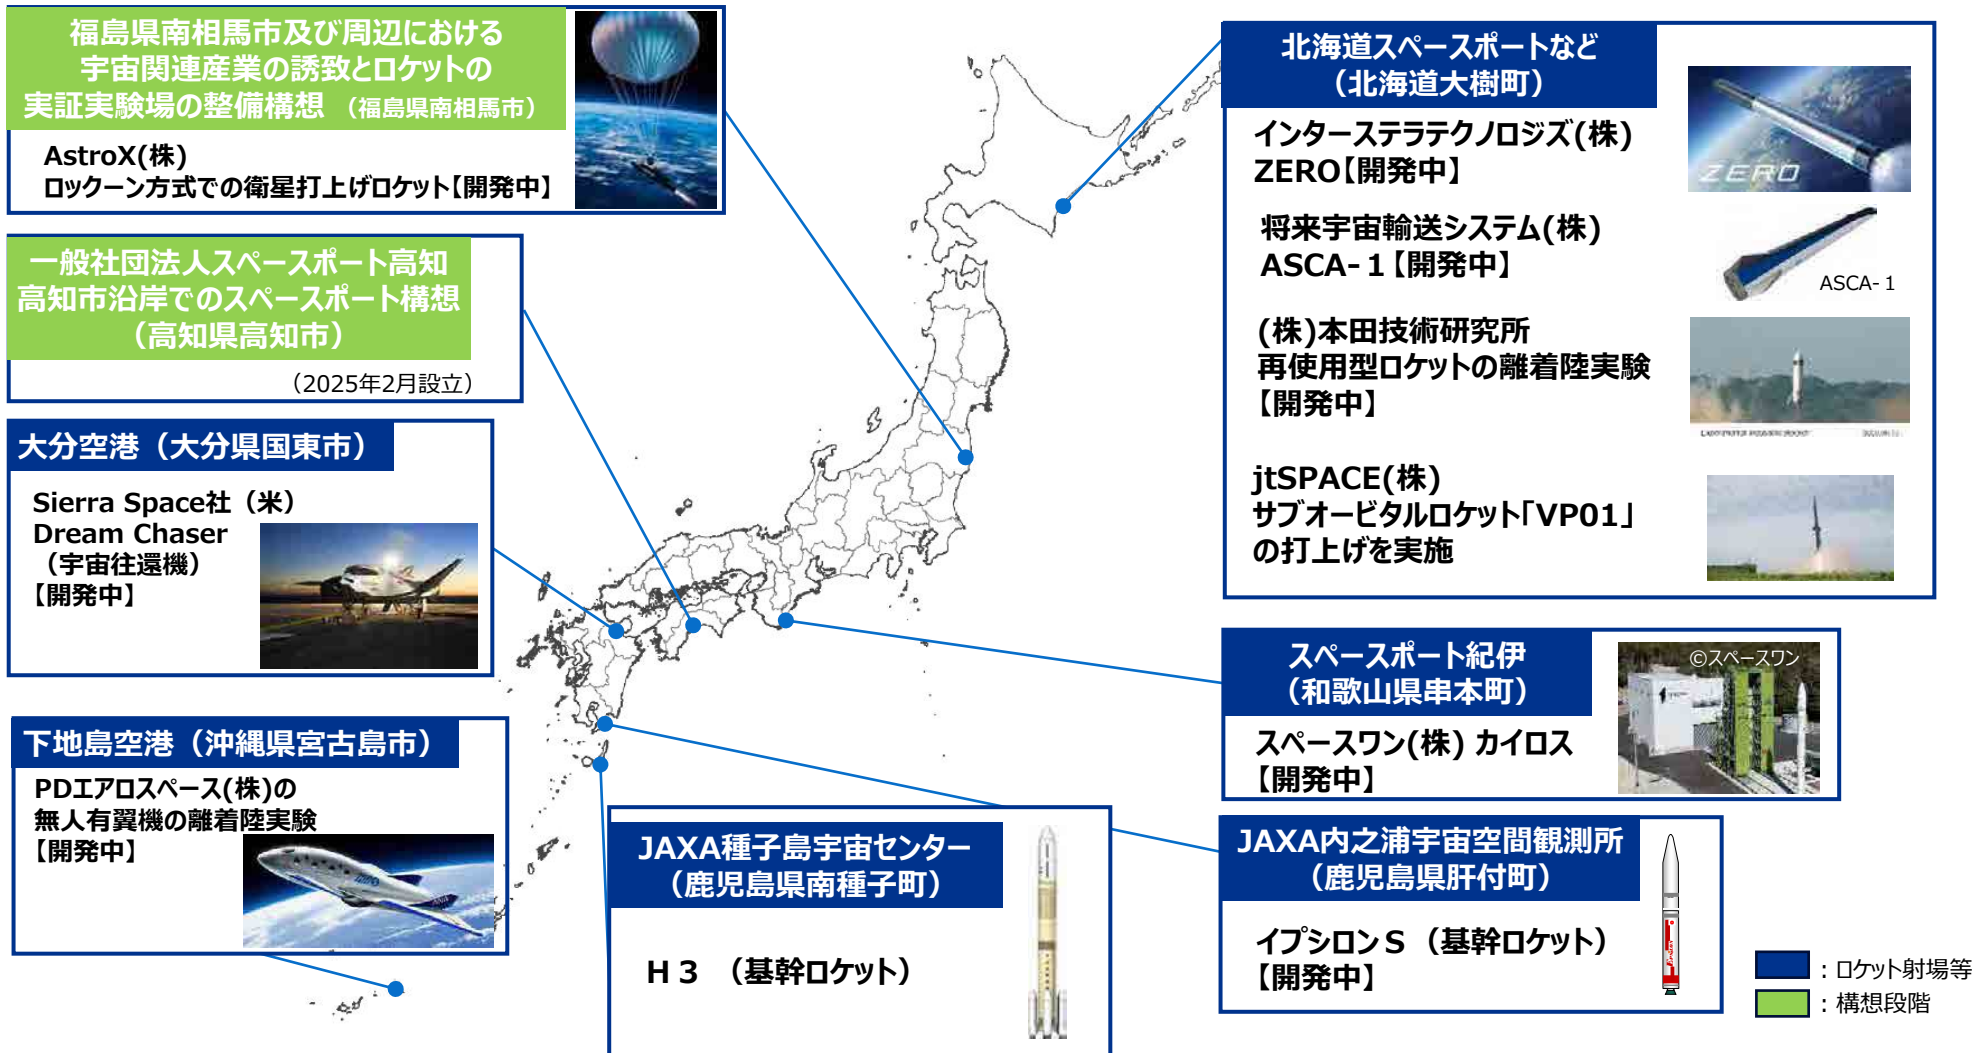 福島県南相馬市及び周辺における
宇宙関連産業の誘致とロケットの
実証実験場の整備構想 （福島県南相馬市）
AstroX(株)
ロックーン方式での衛星打上げロケット【開発中】
一般社団法人スペースポート高知
高知市沿岸でのスペースポート構想
（高知県高知市）
（2025年2月設立）
大分空港（大分県国東市）
Sierra Space社（米）
Dream Chaser
（宇宙往還機）
【開発中】
下地島空港（沖縄県宮古島市）
PDエアロスペース(株)の
無人有翼機の離着陸実験
【開発中】
JAXA種子島宇宙センター
（鹿児島県南種子町）
H３ （基幹ロケット）
北海道スペースポートなど
（北海道大樹町）
インターステラテクノロジズ(株)
ZERO【開発中】
ZERO
将来宇宙輸送システム(株)
ASCA-１【開発中】
ASCA-１
(株)本田技術研究所
再使用型ロケットの離着陸実験
【開発中】
jtSPACE(株)
サブオービタルロケット「VP01」
の打上げを実施
スペースポート紀伊
（和歌山県串本町）
©スペースワン
スペースワン(株) カイロス
【開発中】
JAXA内之浦宇宙空間観測所
（鹿児島県肝付町）
イプシロンＳ（基幹ロケット）
【開発中】
：ロケット射場等
：構想段階